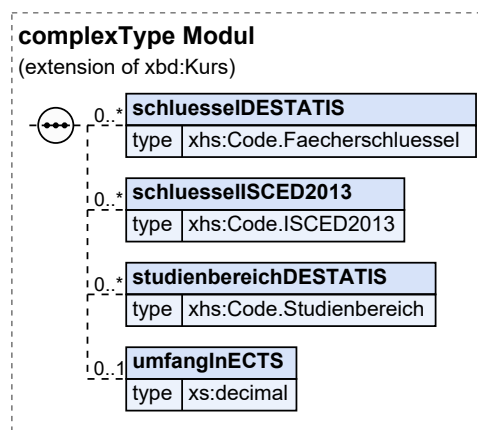 complexType Modul
(extension of xbd:Kurs)
0..* schluesselDESTATIS
type xhs:Code.Faecherschluessel
0..* schluesselISCED2013
type xhs:Code.ISCED2013
0..* studienbereichDESTATIS
type xhs:Code.Studienbereich
0..1 umfangInECTS
type xs:decimal